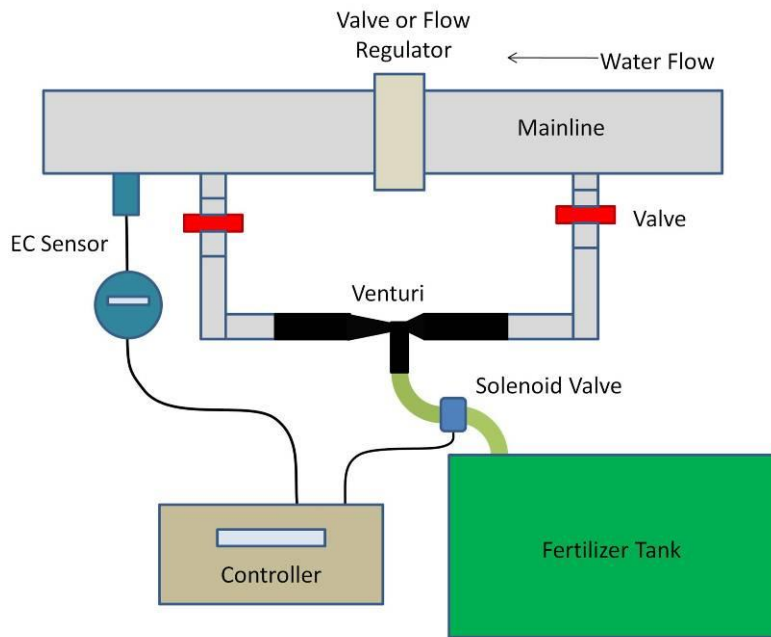 Valve or Flow
Regulator
Water Flow
Mainline
EC Sensor
Valve
Venturi
Solenoid Valve
Controller
Fertilizer Tank